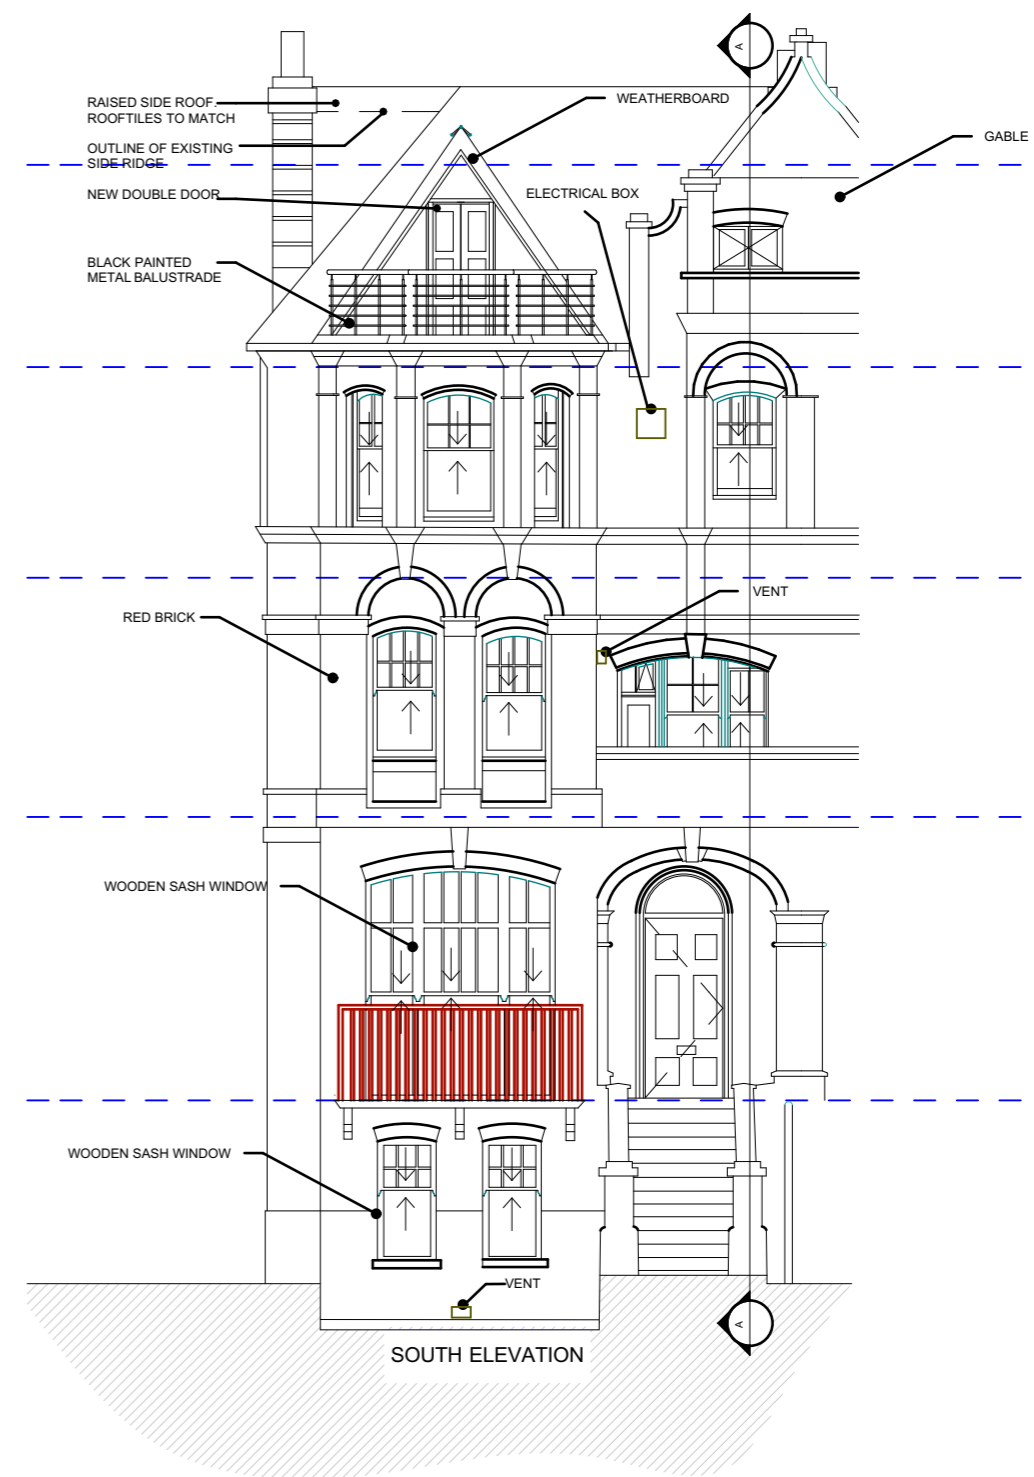 A
WEATHERBOARD
RAISED SIDE ROOF.
ROOFTILES TO MATCH
GABLE
OUTLINE OF EXISTING
SIDE RIDGE
NEW DOUBLE DOOR
ELECTRICAL BOX
BLACK PAINTED
METAL BALUSTRADE
VENT
RED BRICK
WOODEN SASH WINDOW
WOODEN SASH WINDOW
VENT
A
SOUTH ELEVATION